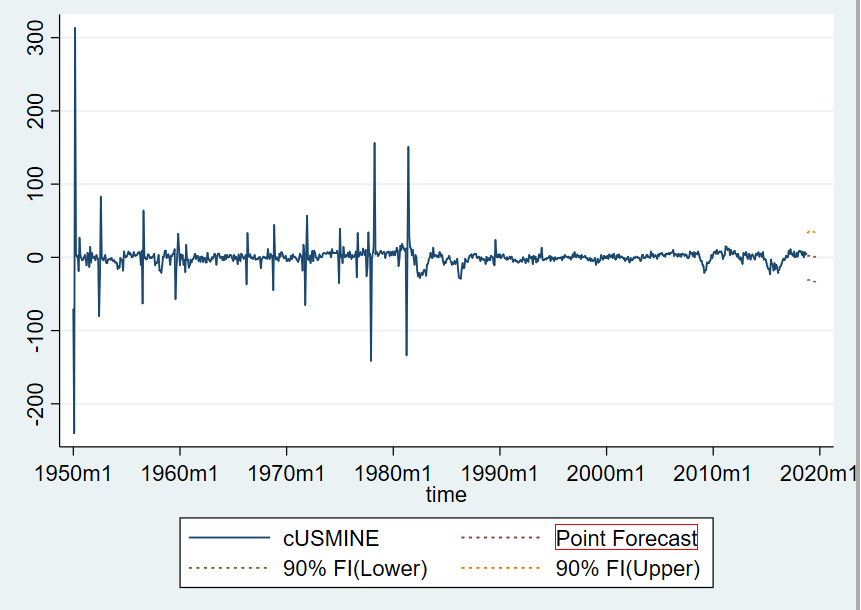 300
200
100
0
-100
-200
1950m1 1960m1 1970m1 1980m1 1990m1 2000m1 2010m1 2020m1
time
cUSMINE Point Forecast
90% FI(Lower) 90% FI(Upper)